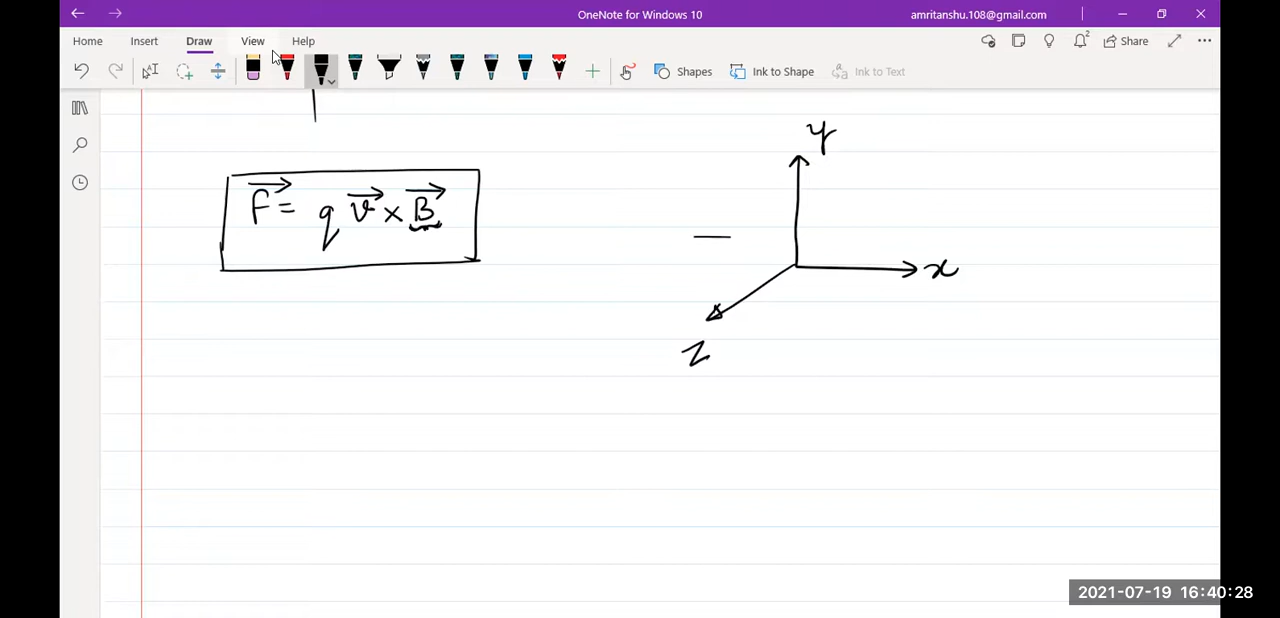 OneNote for Windows 10
amritanshu.108@gmail.com
Home Insert Draw View Help
2 Share
Shapes Ink to Shape Ink to Text
y
F = q v × B
x
z
2021-07-19 16:40:28